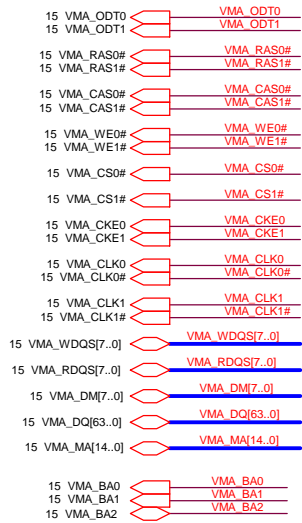 15 VMA_ODT0 VMA_ODT0
15 VMA_ODT1 VMA_ODT1
15 VMA_RAS0# VMA_RAS0#
15 VMA_RAS1# VMA_RAS1#
15 VMA_CAS0# VMA_CAS0#
15 VMA_CAS1# VMA_CAS1#
15 VMA_WE0# VMA_WE0#
15 VMA_WE1# VMA_WE1#
15 VMA_CS0# VMA_CS0#
15 VMA_CS1# VMA_CS1#
15 VMA_CKE0 VMA_CKE0
15 VMA_CKE1 VMA_CKE1
15 VMA_CLK0 VMA_CLK0
15 VMA_CLK0# VMA_CLK0#
15 VMA_CLK1 VMA_CLK1
15 VMA_CLK1# VMA_CLK1#
15 VMA_WDQS[7..0] VMA_WDQS[7..0]
15 VMA_RDQS[7..0] VMA_RDQS[7..0]
15 VMA_DM[7..0] VMA_DM[7..0]
15 VMA_DQ[63..0] VMA_DQ[63..0]
15 VMA_MA[14..0] VMA_MA[14..0]
15 VMA_BA0 VMA_BA0
15 VMA_BA1 VMA_BA1
15 VMA_BA2 VMA_BA2